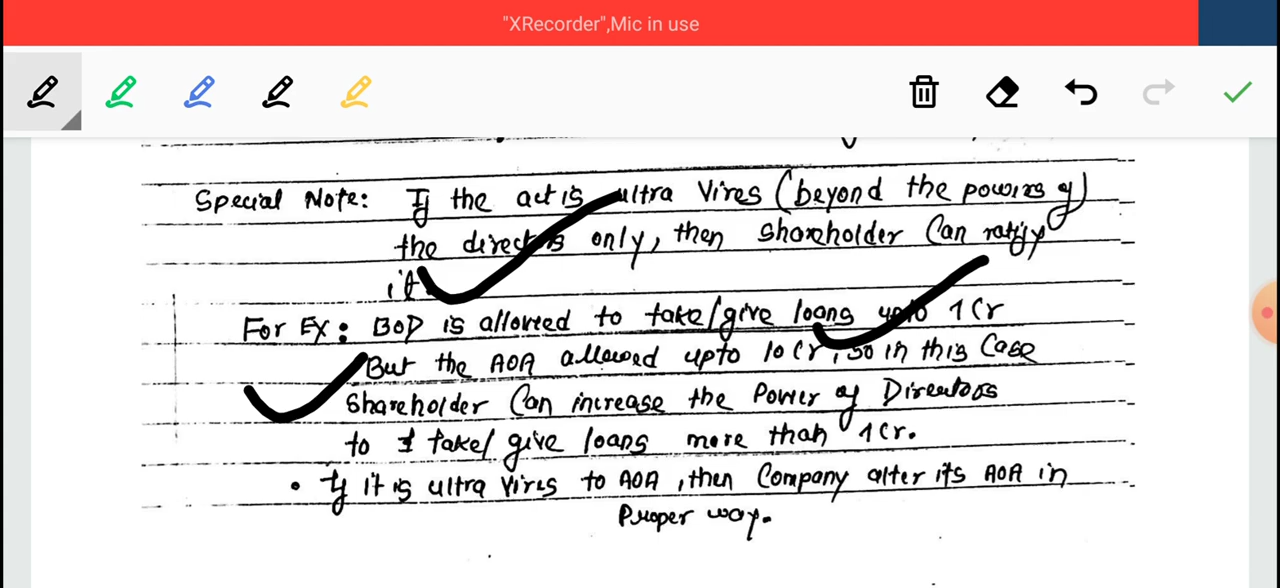 "XRecorder",Mic in use
Special Note: If the act is ultra Vires (beyond the powers of)
the directors only, then shareholder Can ratify
it
For EX: BOD is allowed to take/give loans upto 1Cr
But the AOA allowed upto 10Cr, so in this Case
Shareholder Can increase the Power of Directors
to take/give loans more than 1Cr.
• If it is ultra Vires to AOA, then Company alter its AOA in
Proper way.